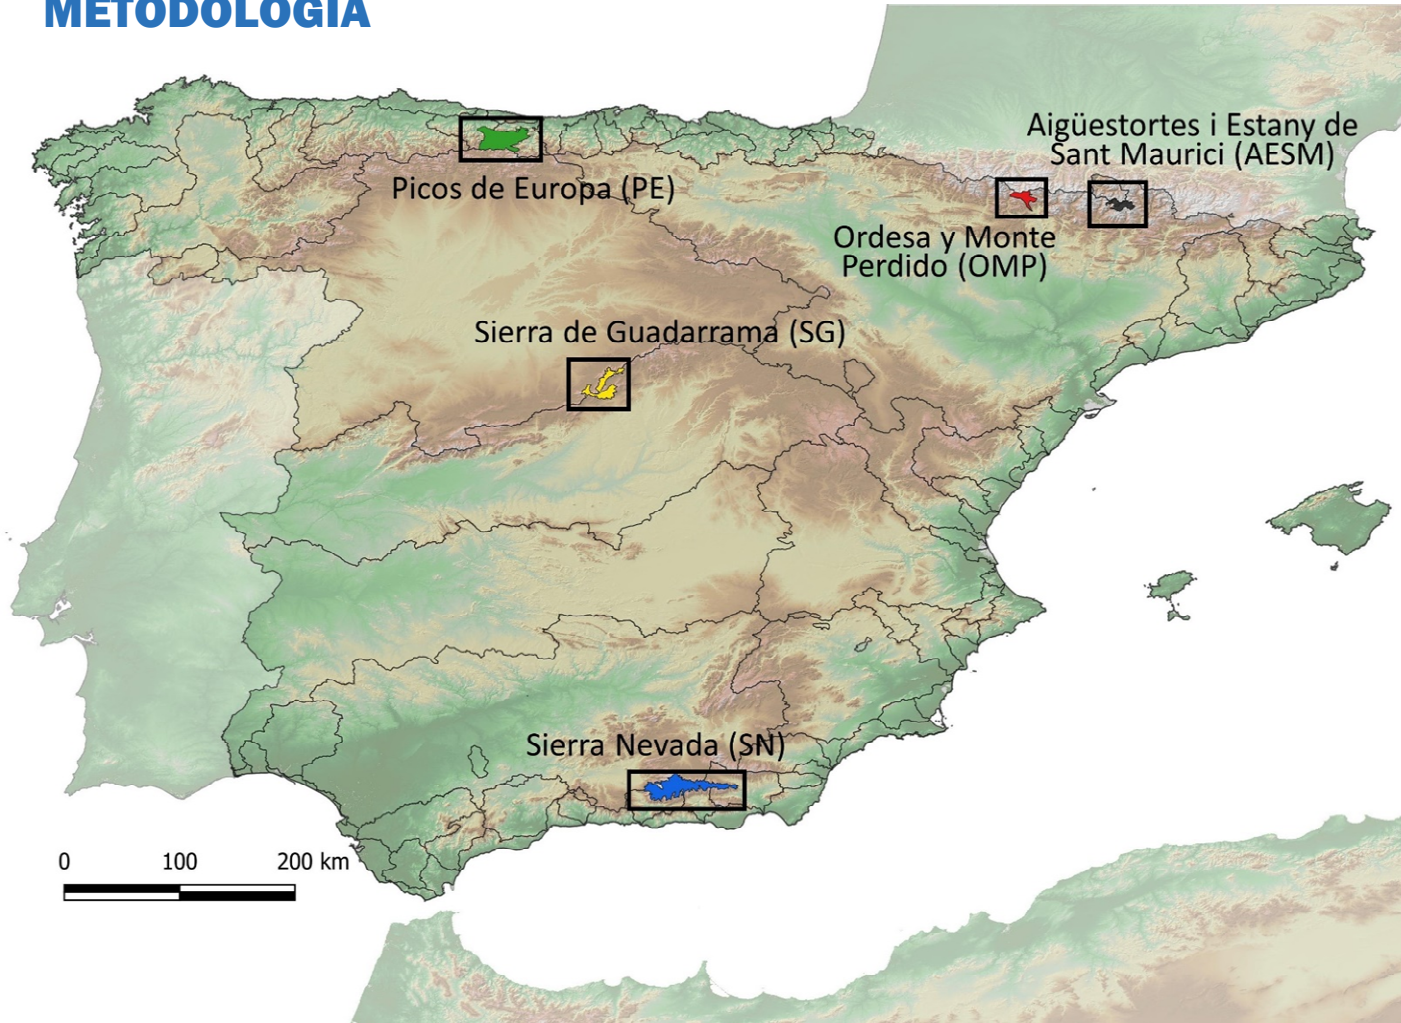 METODOLOGÍA
Aigüestortes i Estany de
Sant Maurici (AESM)
Picos de Europa (PE)
Ordesa y Monte
Perdido (OMP)
Sierra de Guadarrama (SG)
Sierra Nevada (SN)
0 100 200 km